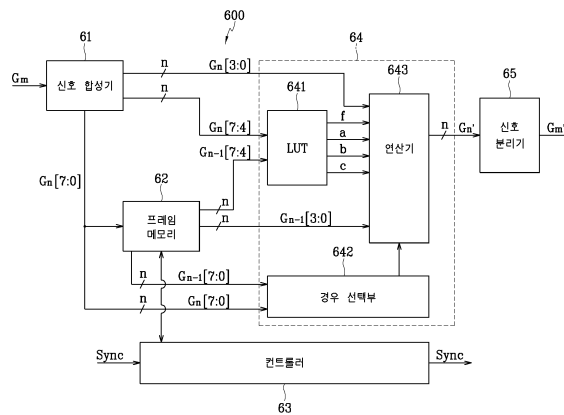 600
61
64
신호 합성기
Gm
n
Gn[3:0]
n
641
643
65
Gn[7:4]
LUT
f
a
b
c
연산기
n
Gn'
신호
분리기
Gm'
Gn-1[7:4]
Gn[7:0]
62
프레임
메모리
n
n
Gn-1[3:0]
642
n
Gn-1[7:0]
n
Gn[7:0]
경우 선택부
Sync
컨트롤러
Sync
63